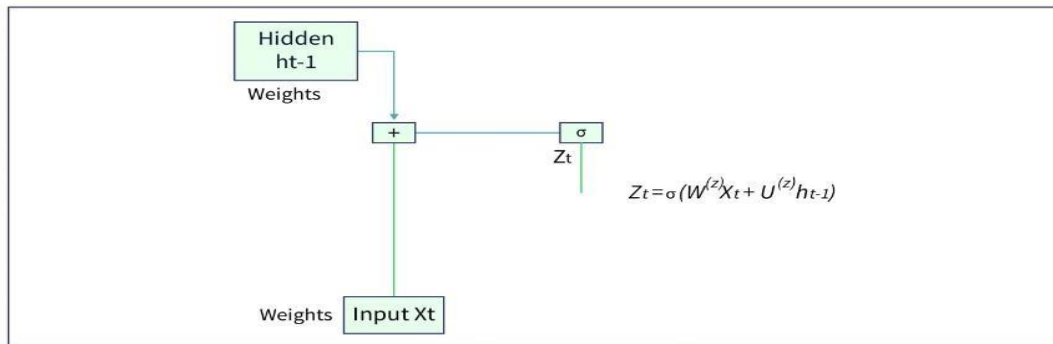 Hidden
ht-1
Weights
+
σ
Zt
Zt=σ(W^(z)Xt + U^(z)ht-1)
Weights
Input Xt